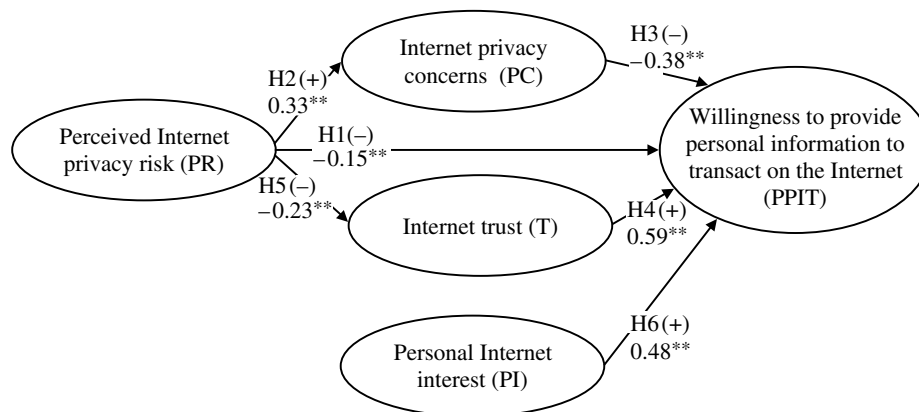 Internet privacy
concerns (PC)
H3(–)
−0.38**
H2(+)
0.33**
Perceived Internet
privacy risk (PR)
H1(–)
−0.15**
Willingness to provide
personal information to
transact on the Internet
(PPIT)
H5(–)
−0.23**
Internet trust (T)
H4(+)
0.59**
H6(+)
0.48**
Personal Internet
interest (PI)